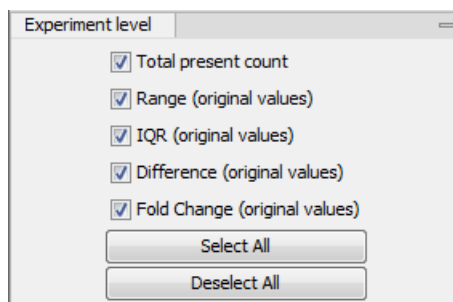 Experiment level
Total present count
Range (original values)
IQR (original values)
Difference (original values)
Fold Change (original values)
Select All
Deselect All